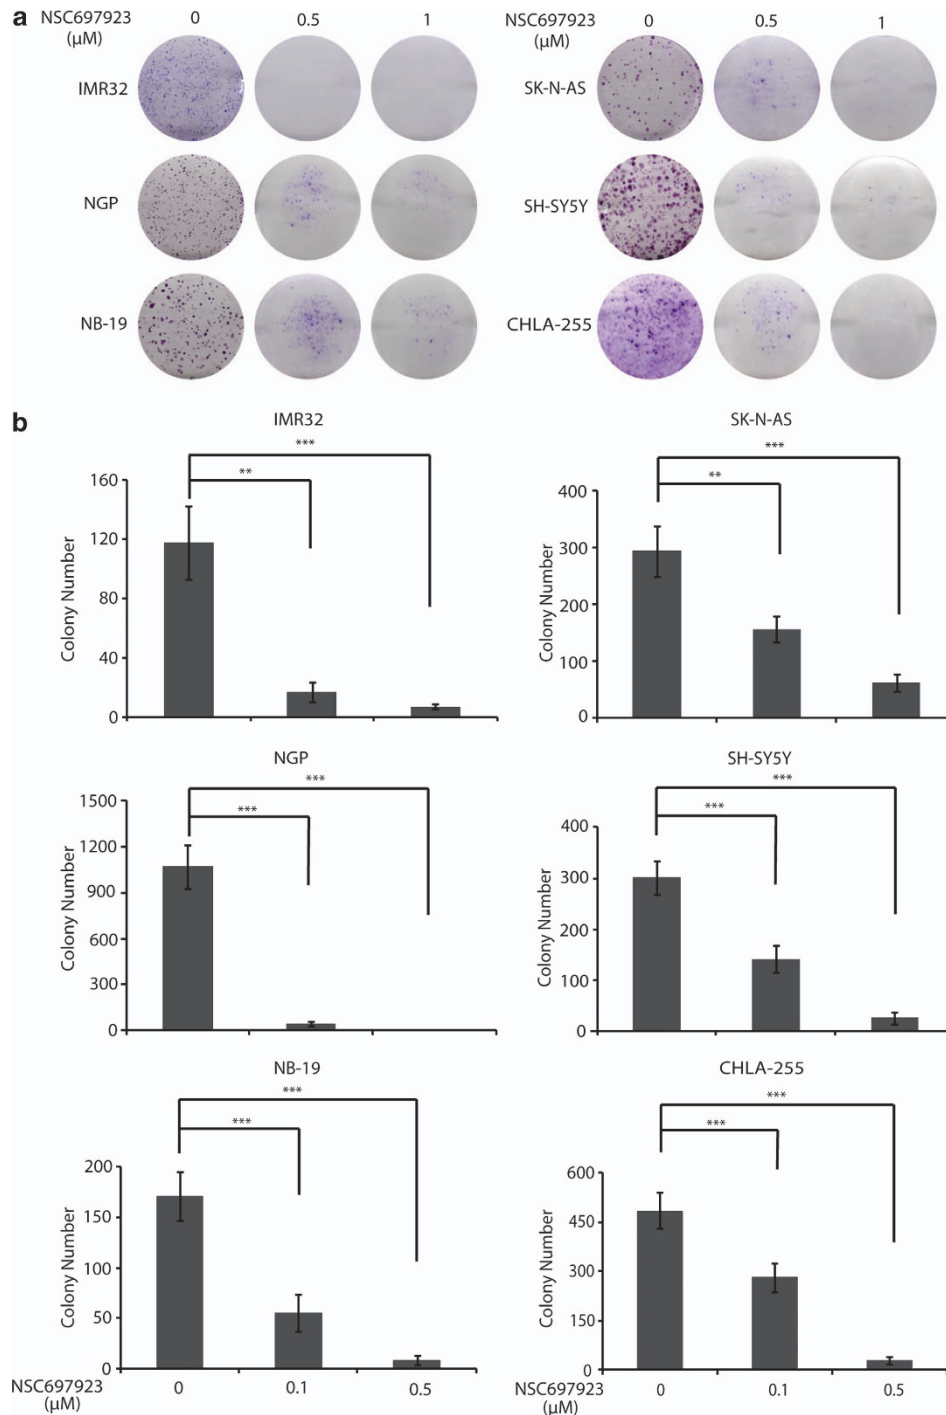 a
NSC697923 (µM) 0 0.5 1
IMR32
NGP
NB-19
NSC697923 (µM) 0 0.5 1
SK-N-AS
SH-SY5Y
CHLA-255
b
IMR32
***
**
Colony Number
160
120
80
40
0
SK-N-AS
***
**
Colony Number
400
300
200
100
0
NGP
***
***
Colony Number
1500
1200
900
600
300
0
SH-SY5Y
***
***
Colony Number
400
300
200
100
0
NB-19
***
***
Colony Number
200
150
100
50
0
NSC697923 (µM) 0 0.1 0.5
CHLA-255
***
***
Colony Number
600
450
300
150
0
NSC697923 (µM) 0 0.1 0.5